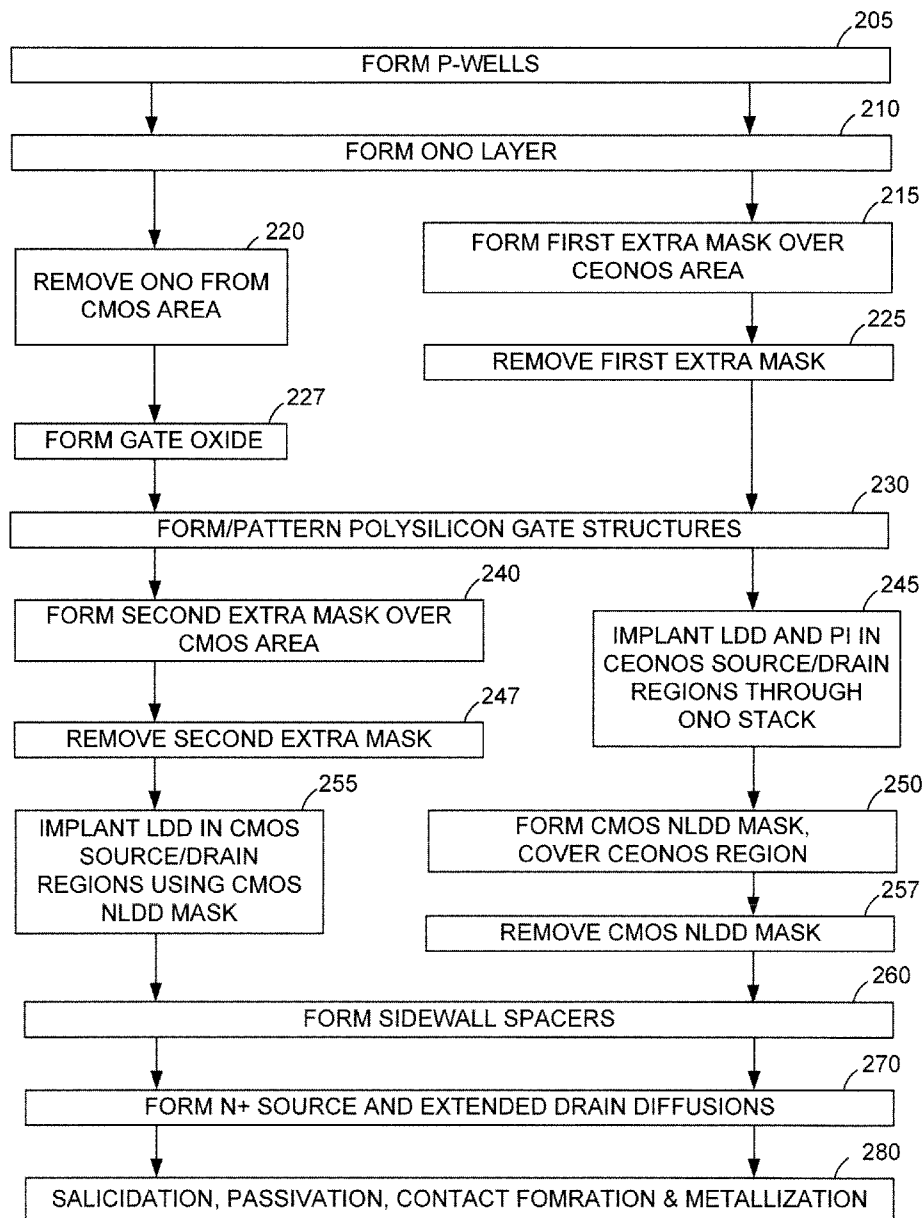 205
FORM P-WELLS
210
FORM ONO LAYER
215
FORM FIRST EXTRA MASK OVER
CEONOS AREA
220
REMOVE ONO FROM
CMOS AREA
225
REMOVE FIRST EXTRA MASK
227
FORM GATE OXIDE
230
FORM/PATTERN POLYSILICON GATE STRUCTURES
240
FORM SECOND EXTRA MASK OVER
CMOS AREA
245
IMPLANT LDD AND PI IN
CEONOS SOURCE/DRAIN
REGIONS THROUGH
ONO STACK
247
REMOVE SECOND EXTRA MASK
250
FORM CMOS NLDD MASK,
COVER CEONOS REGION
255
IMPLANT LDD IN CMOS
SOURCE/DRAIN
REGIONS USING CMOS
NLDD MASK
257
REMOVE CMOS NLDD MASK
260
FORM SIDEWALL SPACERS
270
FORM N+ SOURCE AND EXTENDED DRAIN DIFFUSIONS
280
SALICIDATION, PASSIVATION, CONTACT FOMRATION & METALLIZATION